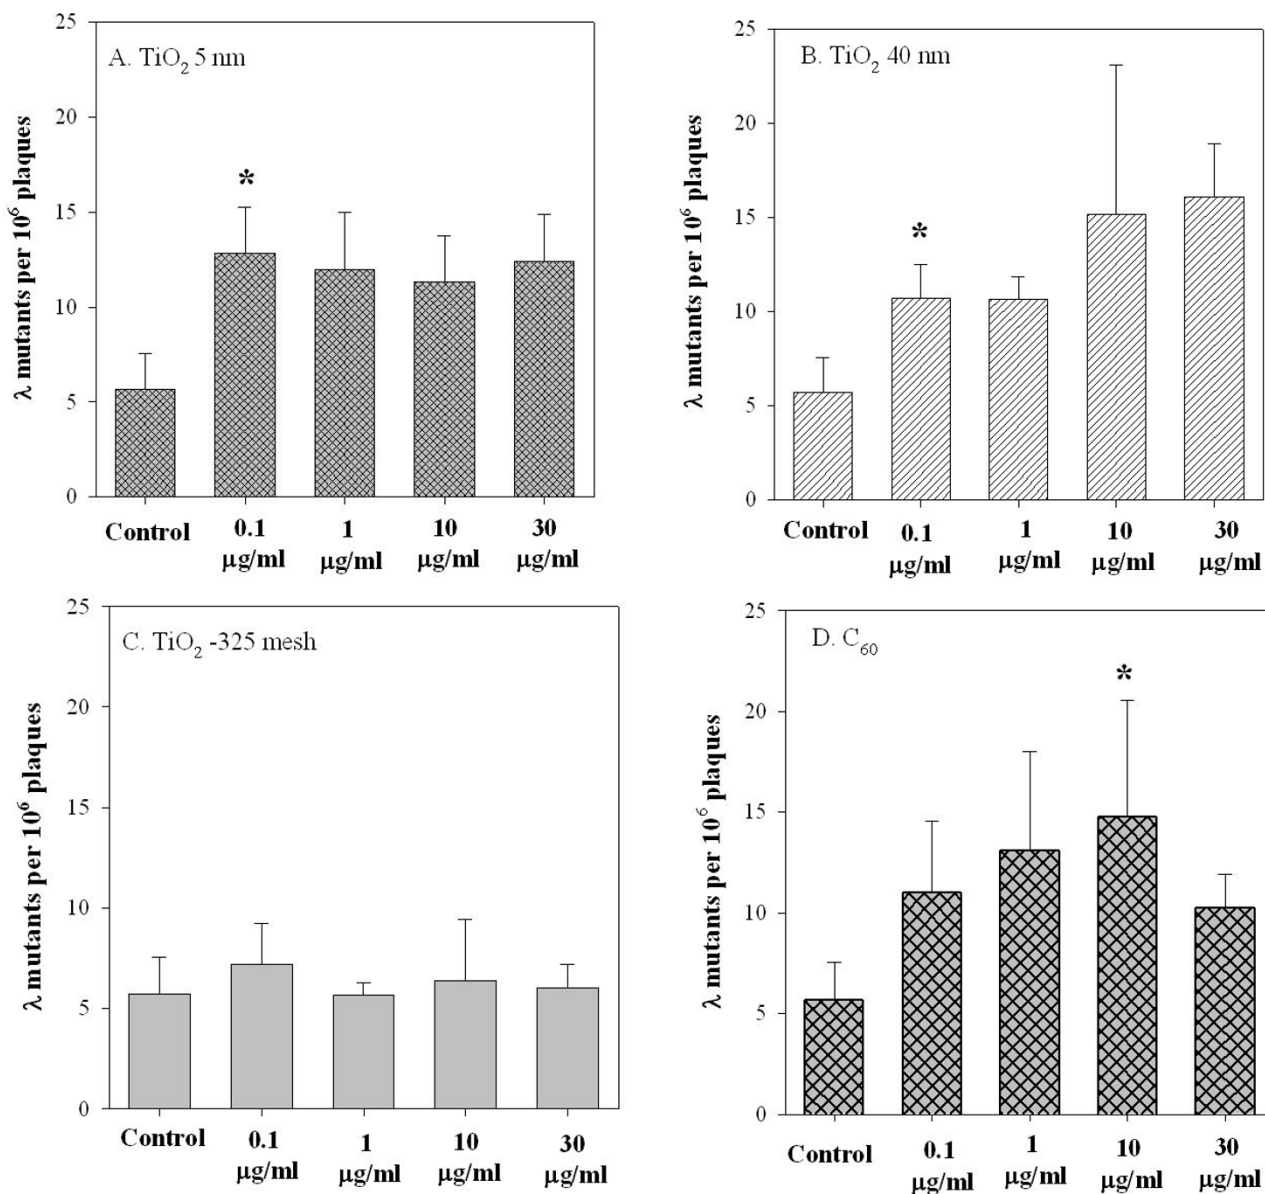 A. TiO₂ 5 nm
λ mutants per 10⁶ plaques
25
20
15
10
5
0
*
Control
0.1 μg/ml
1 μg/ml
10 μg/ml
30 μg/ml
B. TiO₂ 40 nm
λ mutants per 10⁶ plaques
25
20
15
10
5
0
*
Control
0.1 μg/ml
1 μg/ml
10 μg/ml
30 μg/ml
C. TiO₂ -325 mesh
λ mutants per 10⁶ plaques
25
20
15
10
5
0
Control
0.1 μg/ml
1 μg/ml
10 μg/ml
30 μg/ml
D. C₆₀
λ mutants per 10⁶ plaques
25
20
15
10
5
0
*
Control
0.1 μg/ml
1 μg/ml
10 μg/ml
30 μg/ml